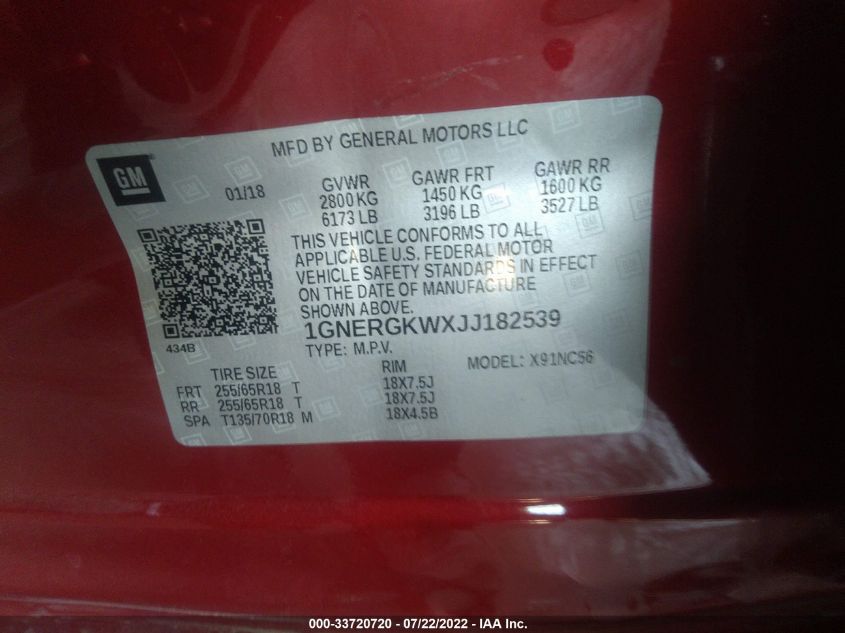 MFD BY GENERAL MOTORS LLC
GM
01/18
GVWR GAWR FRT GAWR RR
2800 KG 1450 KG 1600 KG
6173 LB 3196 LB 3527 LB
THIS VEHICLE CONFORMS TO ALL
APPLICABLE U.S. FEDERAL MOTOR
VEHICLE SAFETY STANDARDS IN EFFECT
ON THE DATE OF MANUFACTURE
SHOWN ABOVE.
434B
1GNERGKWXJJ182539
TYPE: M.P.V. MODEL: X91NC56
TIRE SIZE RIM
FRT 255/65R18 T 18X7.5J
RR 255/65R18 T 18X7.5J
SPA T135/70R18 M 18X4.5B
000-33720720 - 07/22/2022 - IAA Inc.